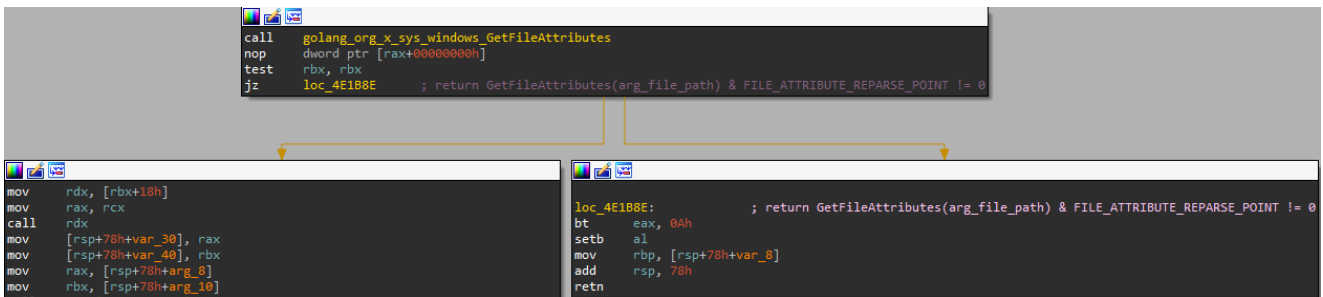 call    golang_org_x_sys_windows_GetFileAttributes
nop     dword ptr [rax+00000000h]
test    rbx, rbx
jz      loc_4E1B8E      ; return GetFileAttributes(arg_file_path) & FILE_ATTRIBUTE_REPARSE_POINT != 0
mov     rdx, [rbx+18h]
mov     rax, rcx
call    rdx
mov     [rsp+78h+var_30], rax
mov     [rsp+78h+var_40], rbx
mov     rax, [rsp+78h+arg_8]
mov     rbx, [rsp+78h+arg_10]
loc_4E1B8E:             ; return GetFileAttributes(arg_file_path) & FILE_ATTRIBUTE_REPARSE_POINT != 0
bt      eax, 0Ah
setb    al
mov     rbp, [rsp+78h+var_8]
add     rsp, 78h
retn